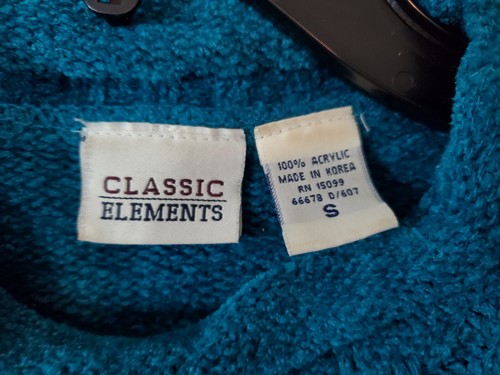 CLASSIC
ELEMENTS
100% ACRYLIC
MADE IN KOREA
RN 15099
66678 D/607
S